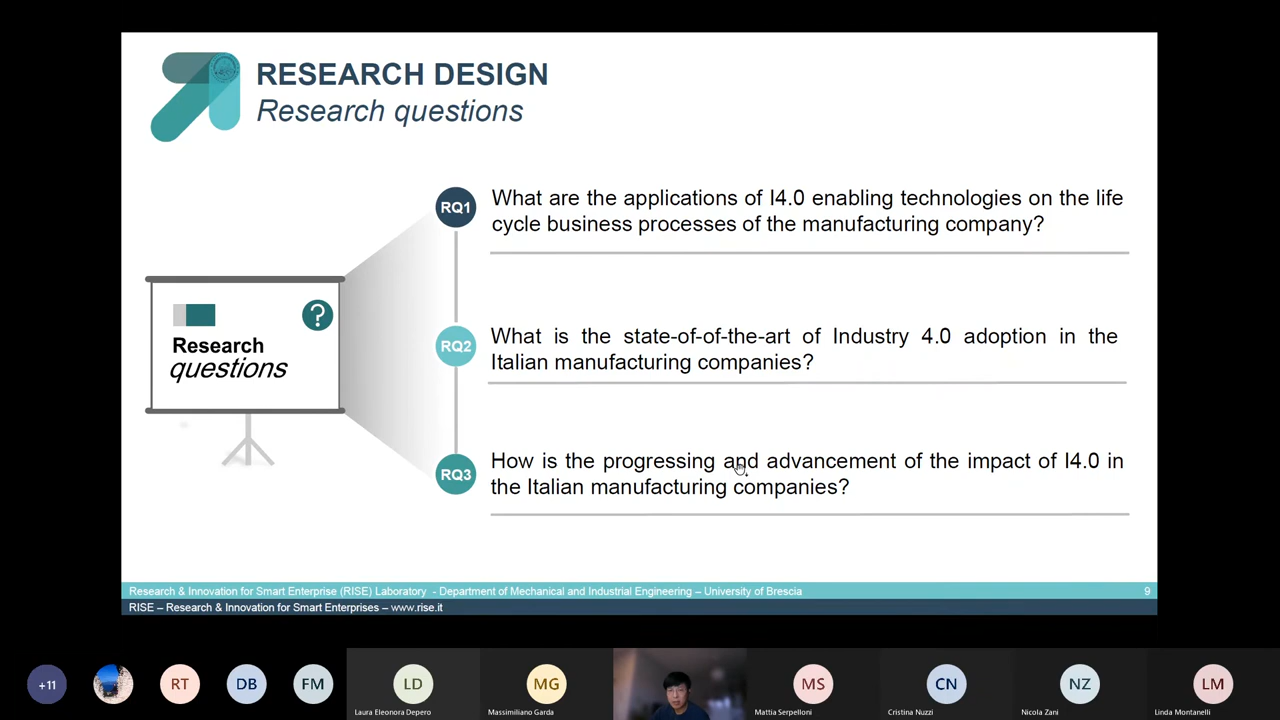 RESEARCH DESIGN
Research questions
RQ1
What are the applications of I4.0 enabling technologies on the life
cycle business processes of the manufacturing company?
?
Research
questions
RQ2
What is the state-of-of-the-art of Industry 4.0 adoption in the
Italian manufacturing companies?
RQ3
How is the progressing and advancement of the impact of I4.0 in
the Italian manufacturing companies?
Research & Innovation for Smart Enterprise (RISE) Laboratory - Department of Mechanical and Industrial Engineering – University of Brescia
9
RISE – Research & Innovation for Smart Enterprises – www.rise.it
+11
RT
DB
FM
LD
MG
MS
CN
NZ
LM
Laura Eleonora Depero
Massimiliano Garda
Mattia Serpelloni
Cristina Nuzzi
Nicola Zani
Linda Montanelli